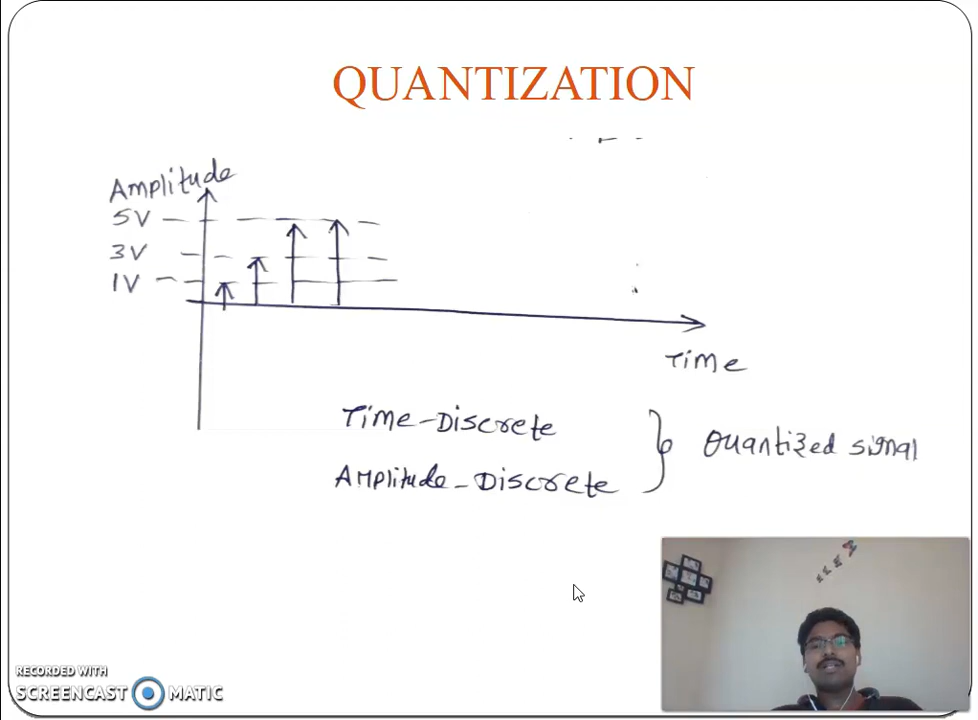 QUANTIZATION
Amplitude
5V
3V
1V
Time
Time-Discrete
Amplitude-Discrete
Quantized signal
RECORDED WITH
SCREENCAST MATIC